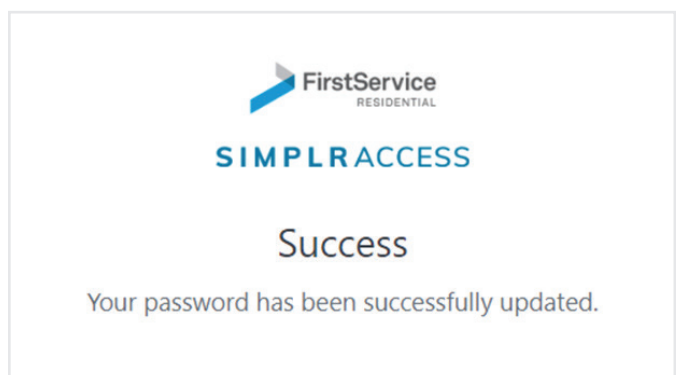 FirstService
RESIDENTIAL
SIMPLRACCESS
Success
Your password has been successfully updated.